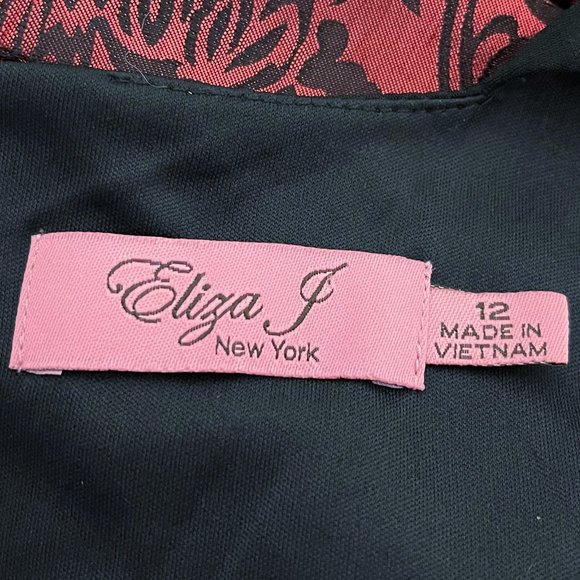 Eliza J
New York
12
MADE IN
VIETNAM